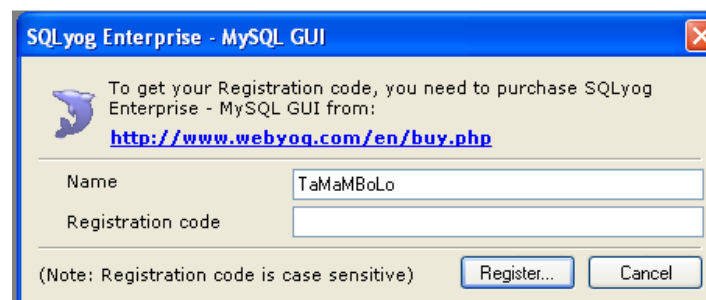 SQLyog Enterprise - MySQL GUI
To get your Registration code, you need to purchase SQLyog
Enterprise - MySQL GUI from:
http://www.webyog.com/en/buy.php
Name TaMaMBoLo
Registration code
(Note: Registration code is case sensitive) Register... Cancel